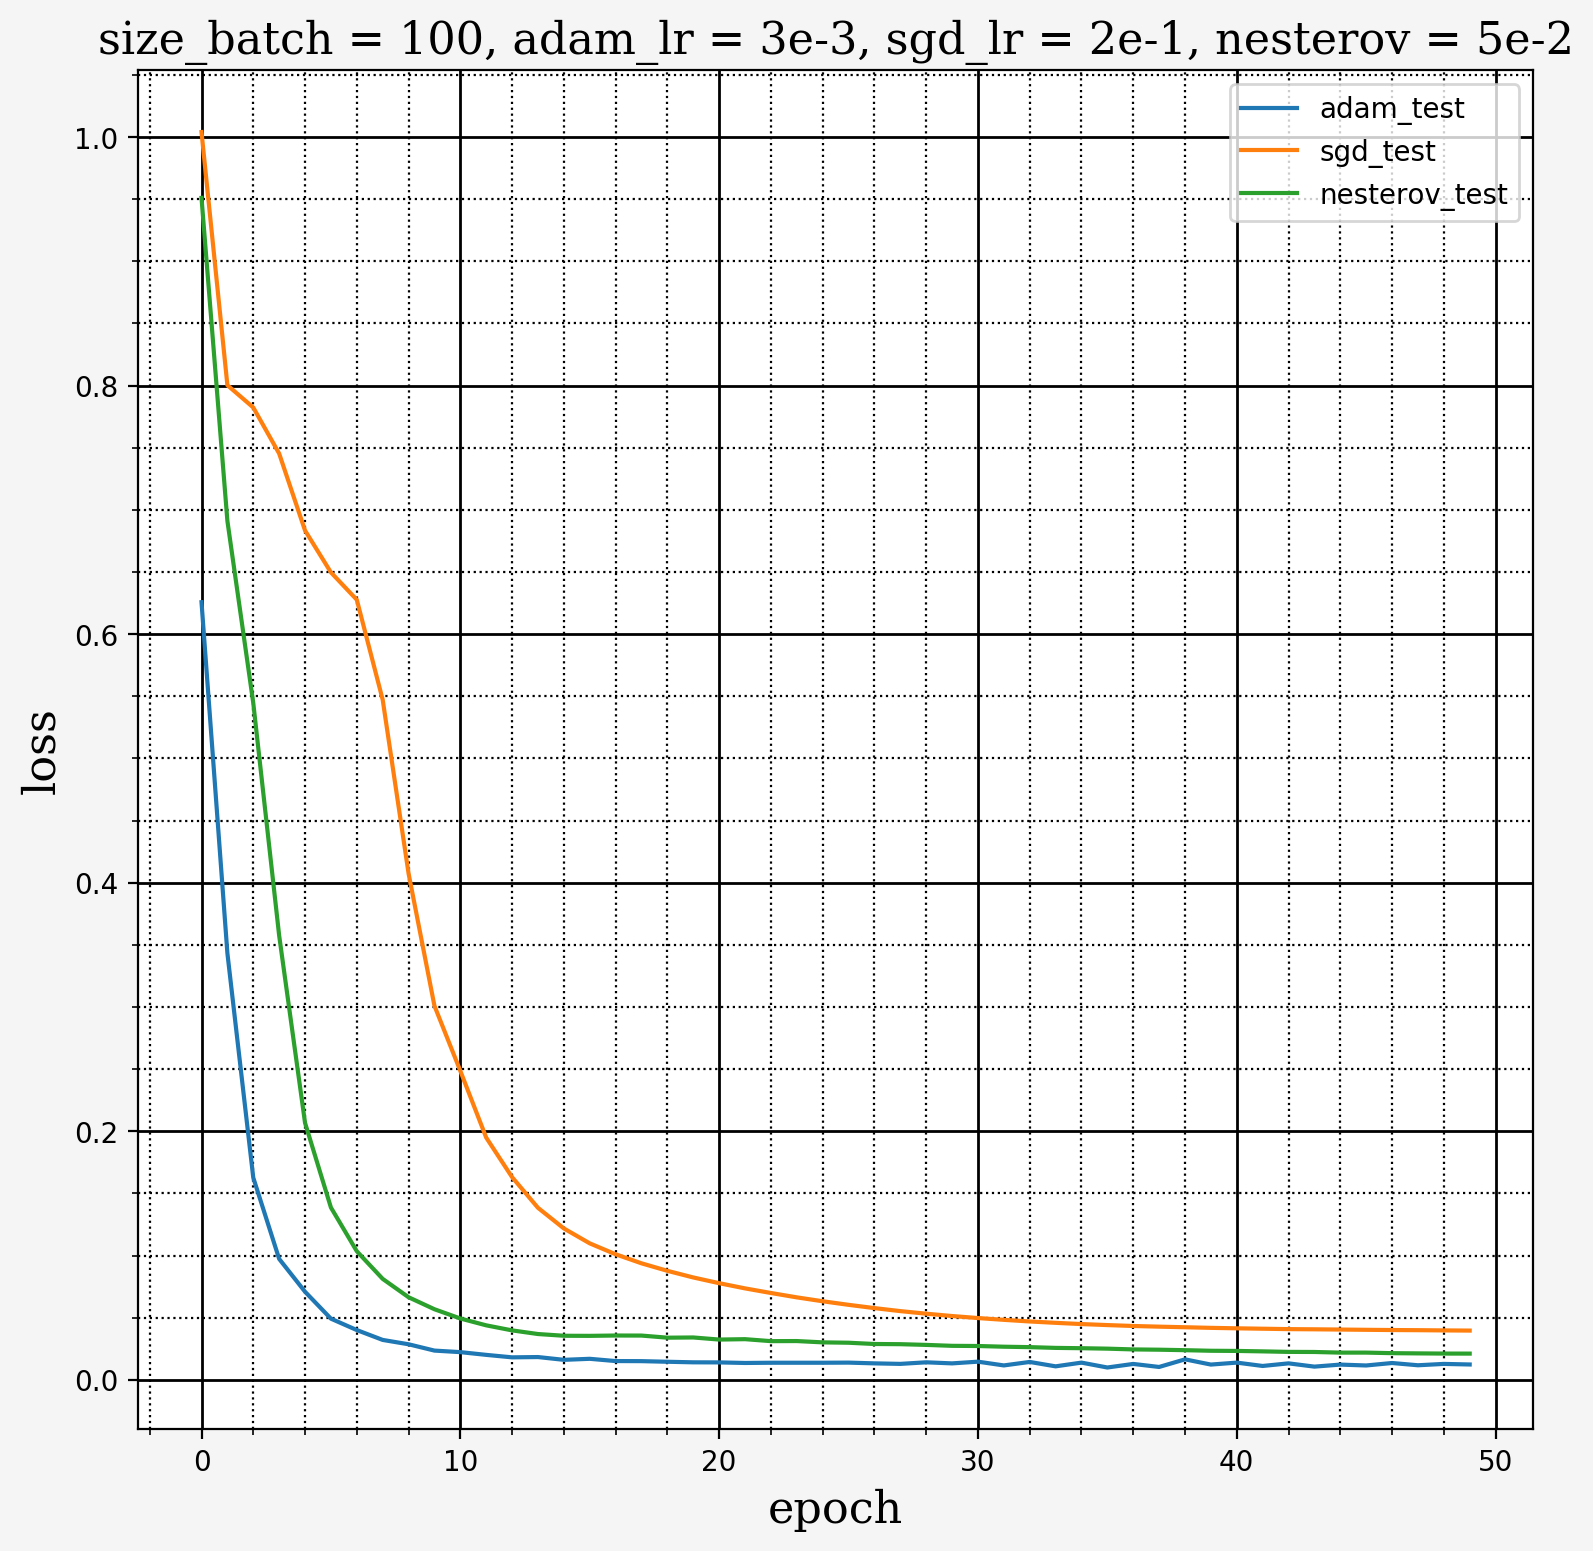 size_batch = 100, adam_lr = 3e-3, sgd_lr = 2e-1, nesterov = 5e-2
adam_test
sgd_test
nesterov_test
1.0
0.8
0.6
0.4
0.2
0.0
loss
0 10 20 30 40 50
epoch